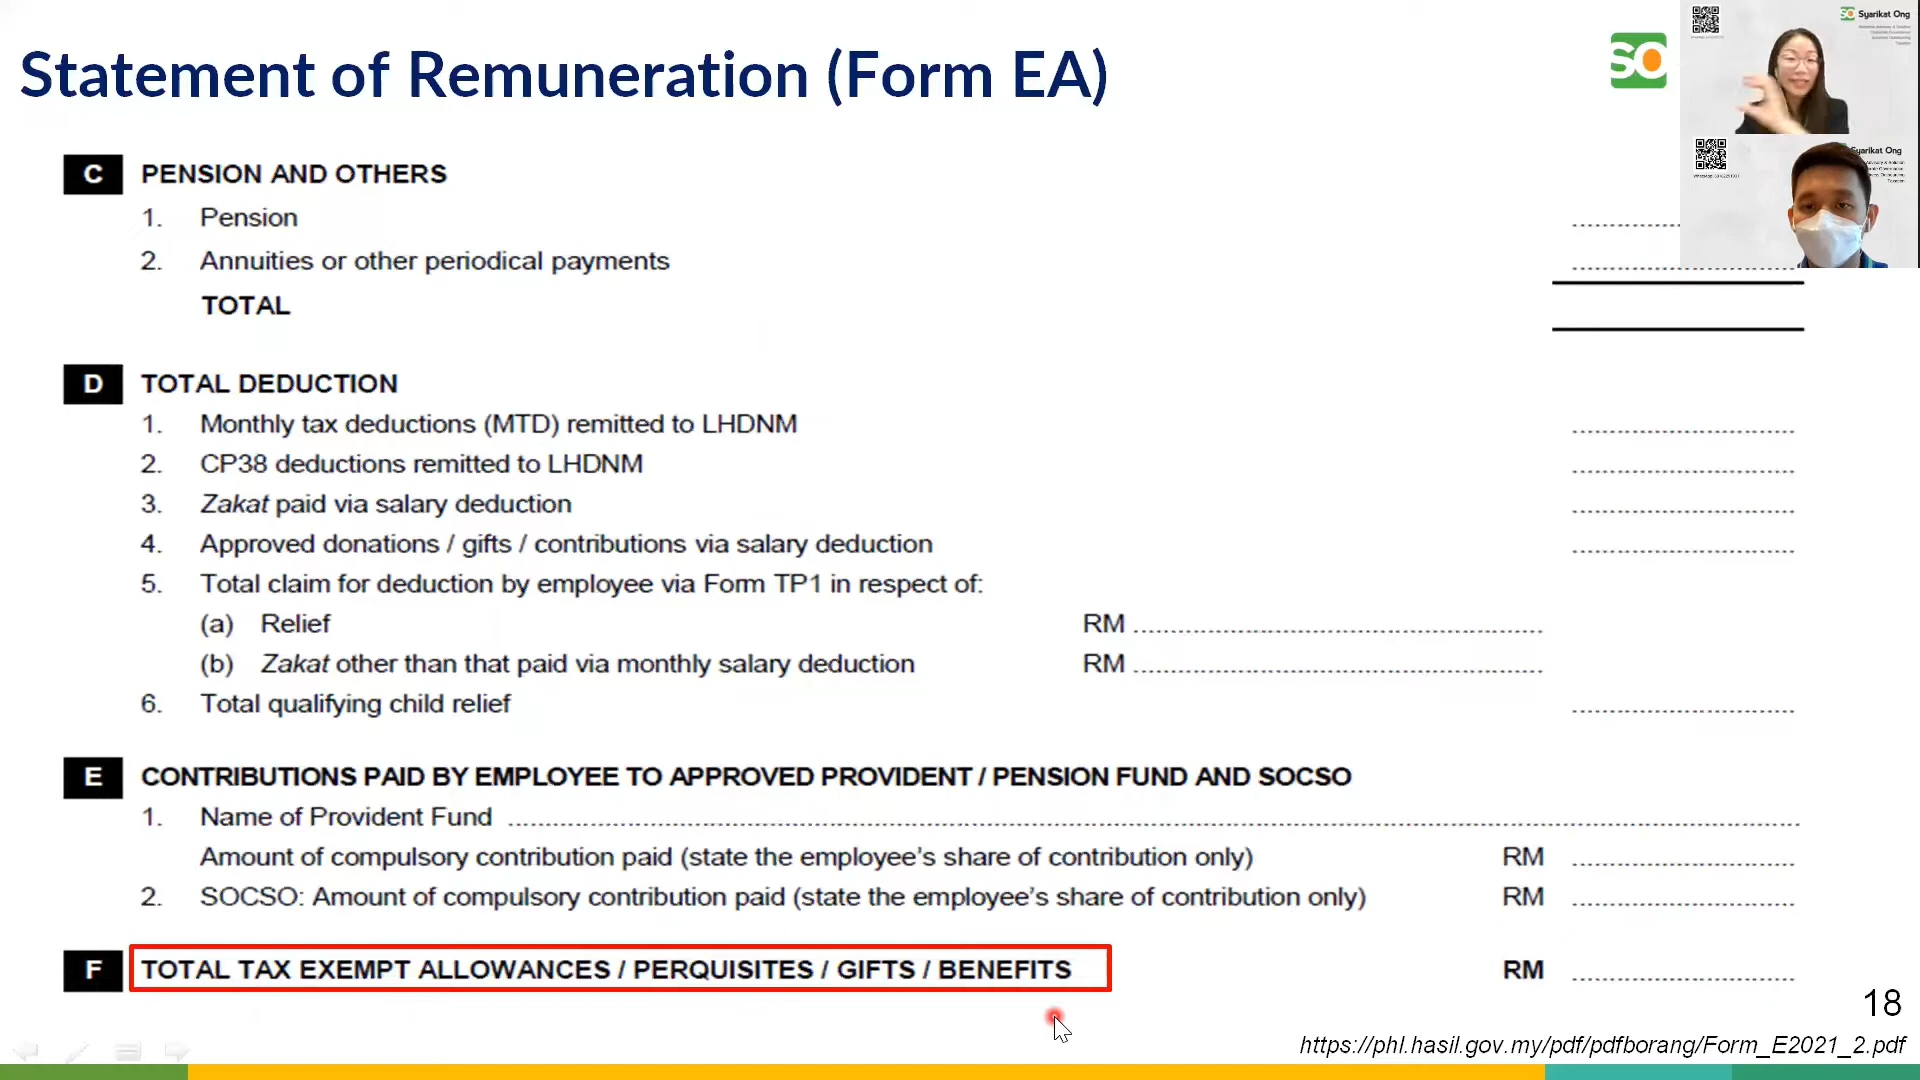 Statement of Remuneration (Form EA)
SO
SO Syarikat Ong
Syarikat Ong
C PENSION AND OTHERS
1. Pension ........................
2. Annuities or other periodical payments ........................
TOTAL
D TOTAL DEDUCTION
1. Monthly tax deductions (MTD) remitted to LHDNM ........................
2. CP38 deductions remitted to LHDNM ........................
3. Zakat paid via salary deduction ........................
4. Approved donations / gifts / contributions via salary deduction ........................
5. Total claim for deduction by employee via Form TP1 in respect of:
(a) Relief RM ........................
(b) Zakat other than that paid via monthly salary deduction RM ........................
6. Total qualifying child relief ........................
E CONTRIBUTIONS PAID BY EMPLOYEE TO APPROVED PROVIDENT / PENSION FUND AND SOCSO
1. Name of Provident Fund ........................
Amount of compulsory contribution paid (state the employee's share of contribution only) RM ........................
2. SOCSO: Amount of compulsory contribution paid (state the employee's share of contribution only) RM ........................
F TOTAL TAX EXEMPT ALLOWANCES / PERQUISITES / GIFTS / BENEFITS RM ........................
18
https://phl.hasil.gov.my/pdf/pdfborang/Form_E2021_2.pdf